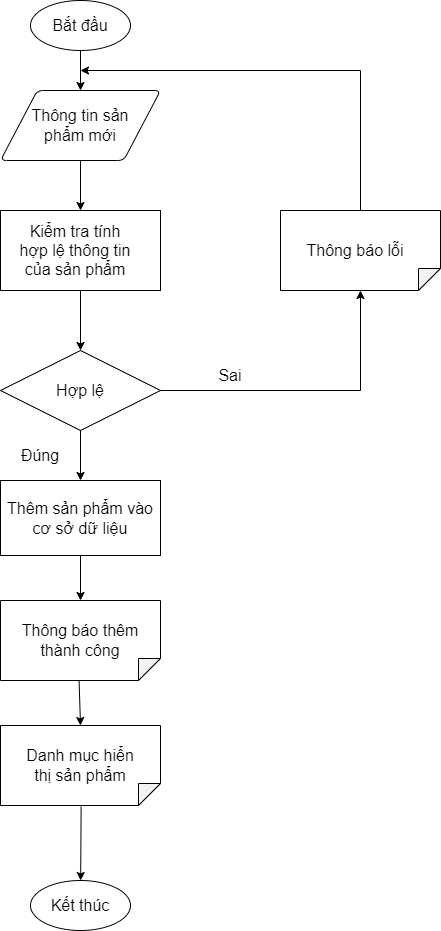 Bắt đầu
Thông tin sản
phẩm mới
Kiểm tra tính
hợp lệ thông tin
của sản phẩm
Thông báo lỗi
Hợp lệ
Sai
Đúng
Thêm sản phẩm vào
cơ sở dữ liệu
Thông báo thêm
thành công
Danh mục hiển
thị sản phẩm
Kết thúc